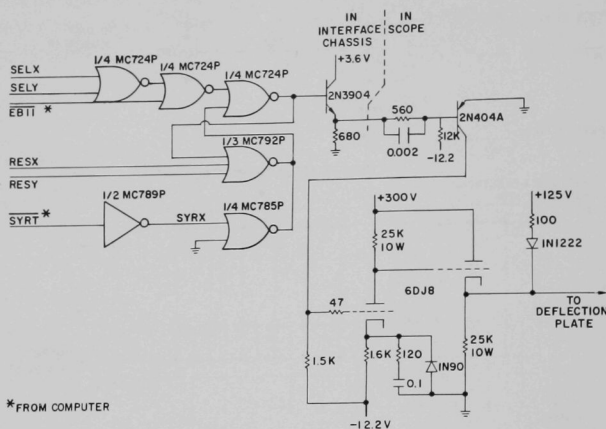 IN
INTERFACE
CHASSIS
IN
SCOPE
+3.6V
1/4 MC724P
1/4 MC724P
1/4 MC724P
SELX
SELY
EB11 *
2N3904
2N404A
560
0.002
680
12K
-12.2
1/3 MC792P
RESX
RESY
1/2 MC789P
1/4 MC785P
SYRT*
SYRX
+300V
+125V
25K
10W
100
1N1222
6DJ8
47
TO
DEFLECTION
PLATE
1.5K
1.6K
120
1N90
0.1
25K
10W
-12.2V
*FROM COMPUTER